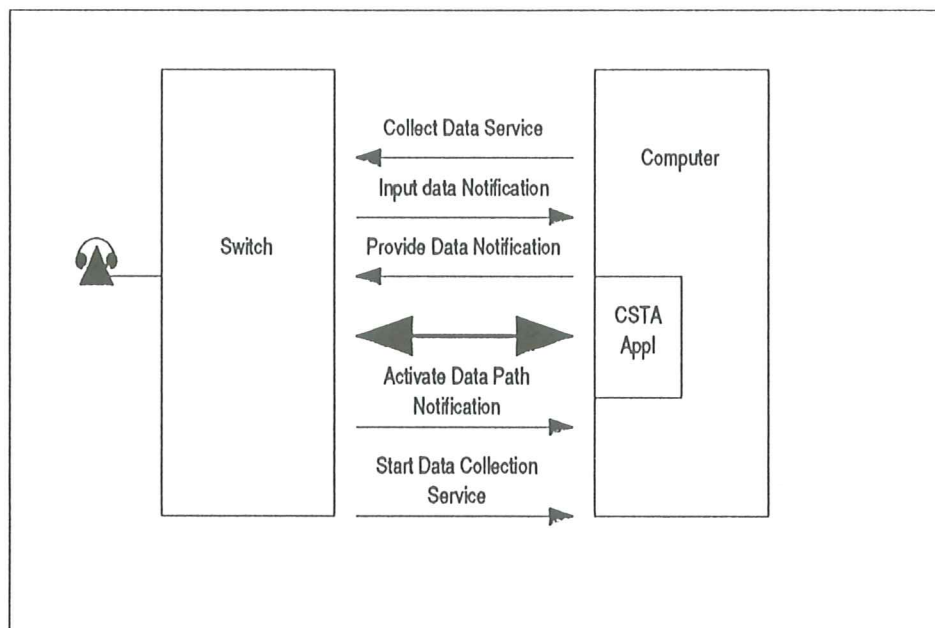 Collect Data Service
Computer
Input data Notification
Switch
Provide Data Notification
CSTA
Appl
Activate Data Path
Notification
Start Data Collection
Service